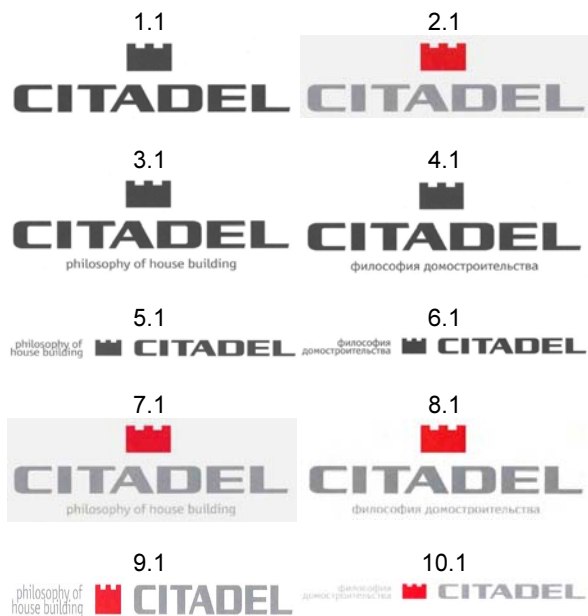 1.1 2.1
CITADEL CITADEL
3.1 4.1
CITADEL CITADEL
philosophy of house building философия домостроительства
5.1 6.1
philosophy of
house building CITADEL
философия
домостроительства CITADEL
7.1 8.1
CITADEL CITADEL
philosophy of house building философия домостроительства
9.1 10.1
philosophy of
house building CITADEL
философия
домостроительства CITADEL